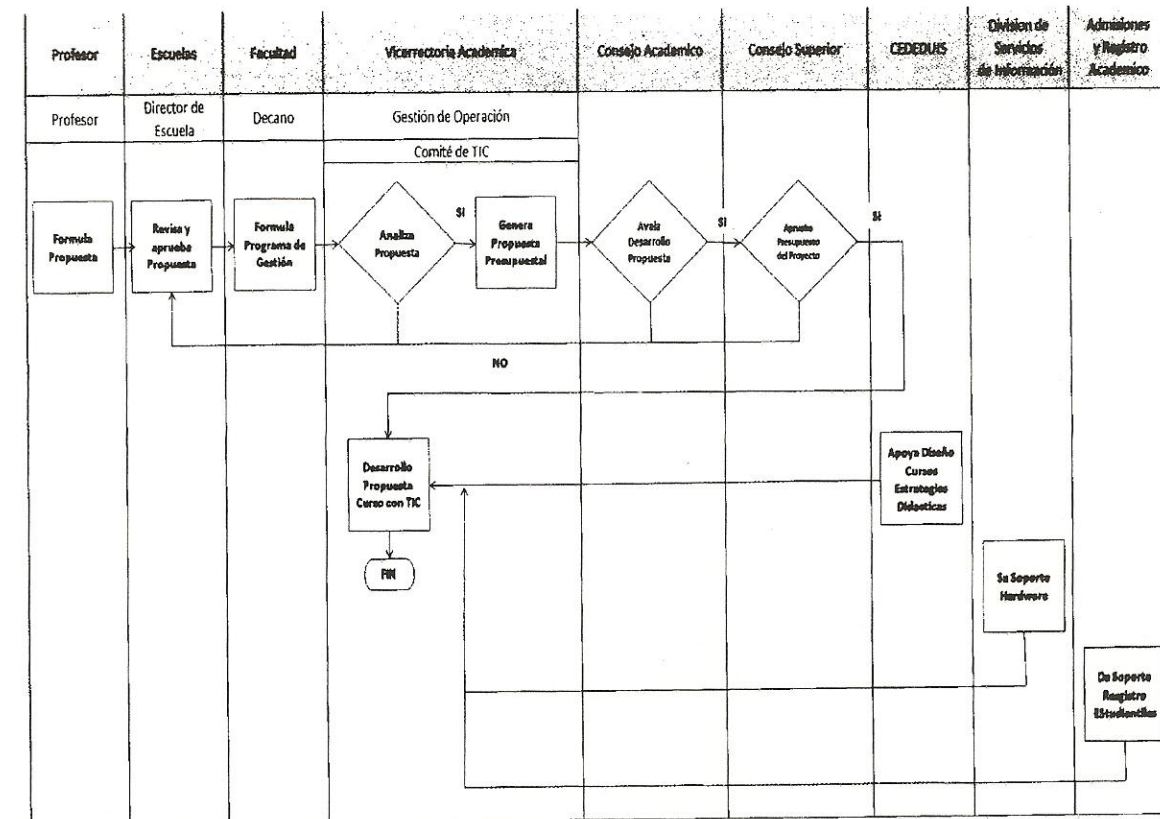 Profesor
Escuelas
Facultad
Vicerrectoria Academica
Consejo Academico
Consejo Superior
CEDEDUIS
Division de
Servicios
de Información
Admisiones
y Registro
Academico
Profesor
Director de
Escuela
Decano
Gestión de Operación
Comité de TIC
Formula
Propuesta
Revisa y
aprueba
Propuesta
Formula
Programa de
Gestión
Analiza
Propuesta
SI
Genera
Propuesta
Presupuestal
Avala
Desarrollo
Propuesta
SI
Aprueba
Presupuesto
del Proyecto
SI
NO
Desarrollo
Propuesta
Curso con TIC
FIN
Apoya Diseño
Cursos
Estrategias
Didacticas
Soporte
Hardware
Da Soporte
Registro
EStudiantiles